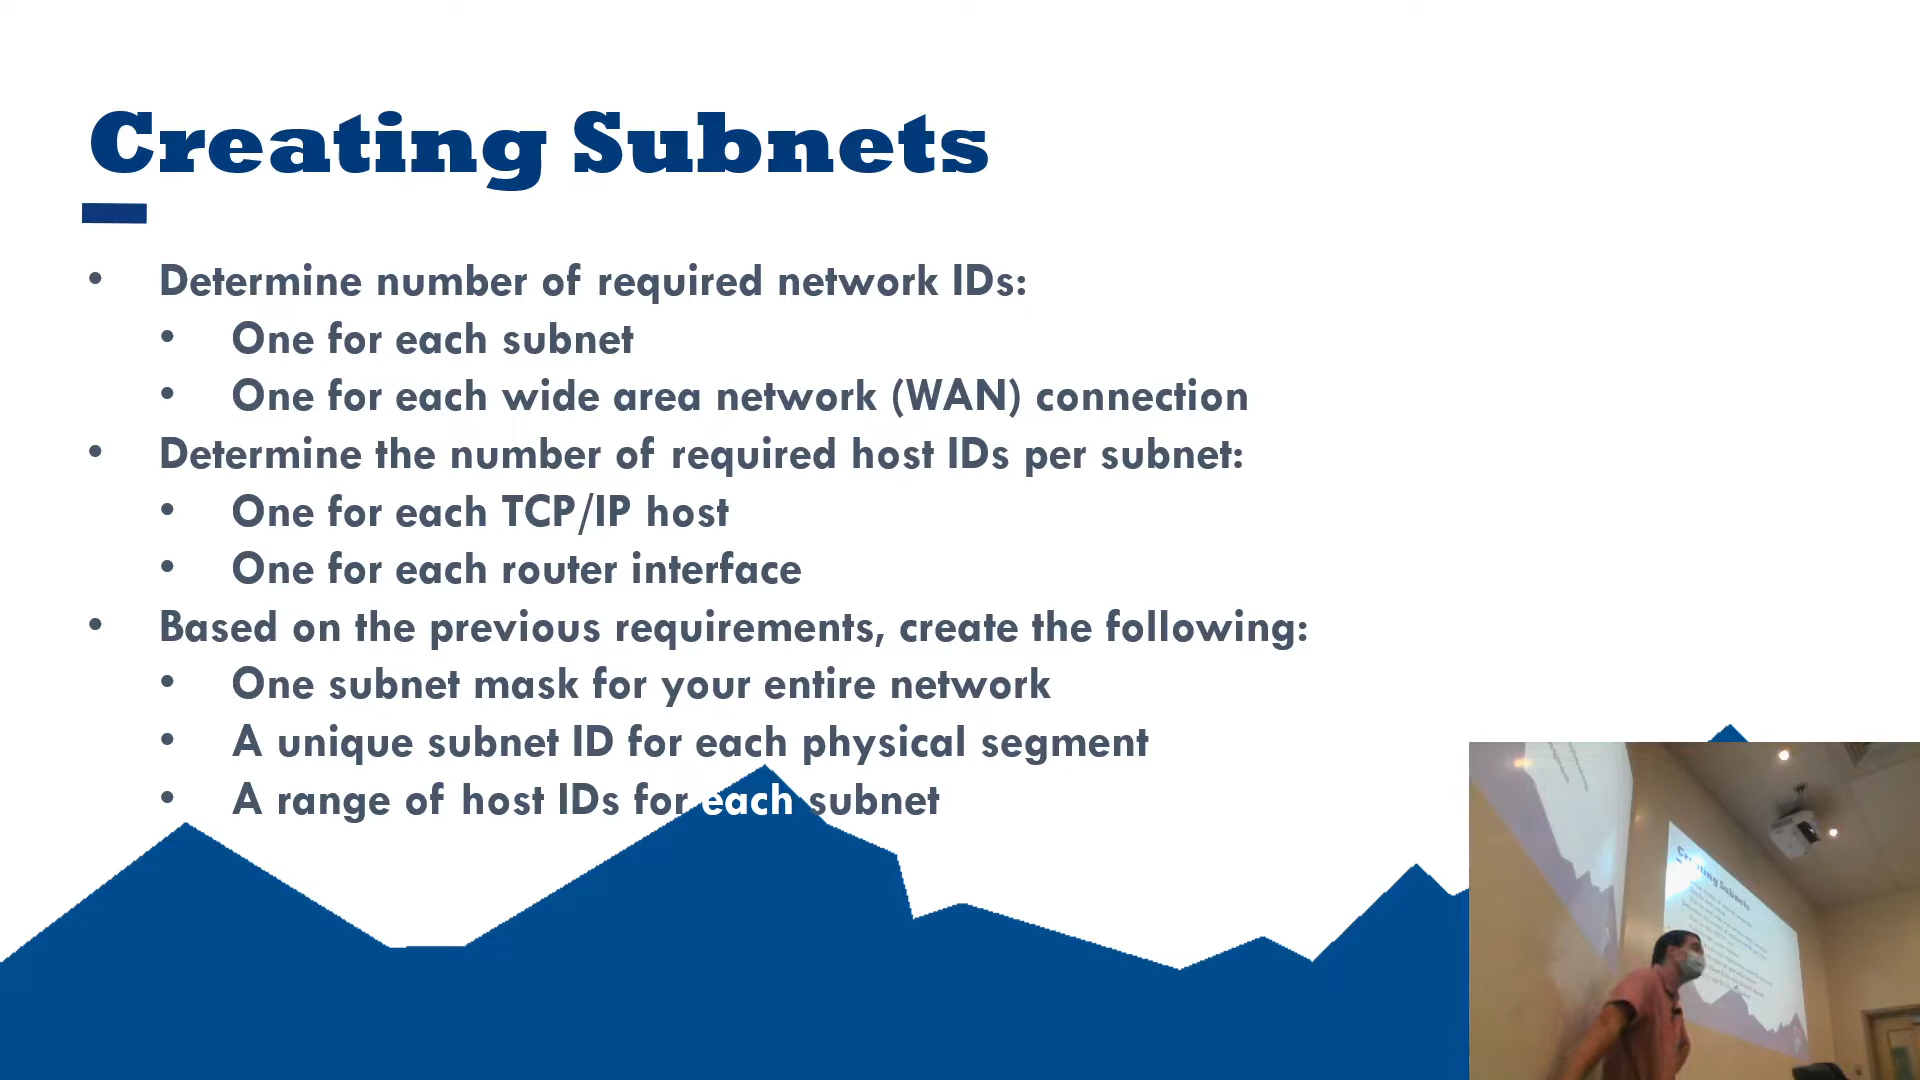 Creating Subnets
• Determine number of required network IDs:
• One for each subnet
• One for each wide area network (WAN) connection
• Determine the number of required host IDs per subnet:
• One for each TCP/IP host
• One for each router interface
• Based on the previous requirements, create the following:
• One subnet mask for your entire network
• A unique subnet ID for each physical segment
• A range of host IDs for each subnet
Creating Subnets